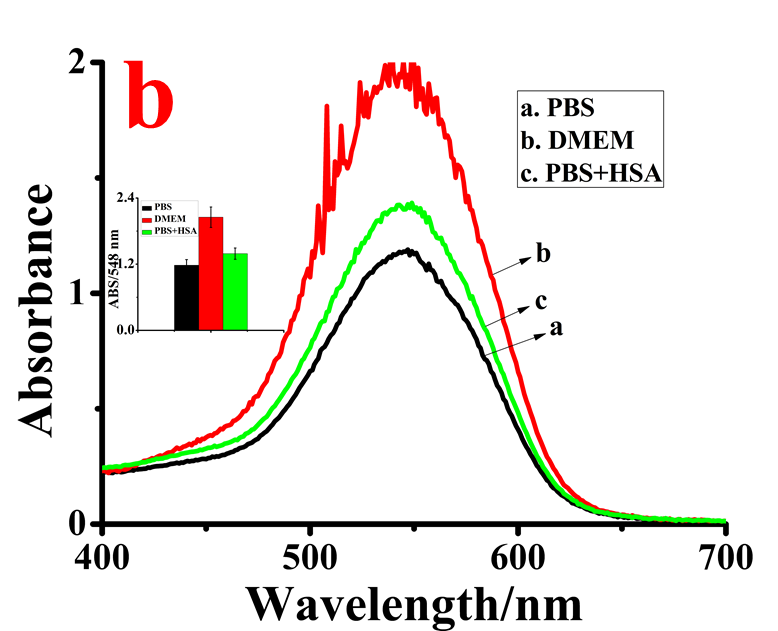 b
2
1
0
400
500
600
700
Wavelength/nm
Absorbance
a. PBS
b. DMEM
c. PBS+HSA
b
c
a
2.4
1.2
0.0
ABS/548 nm
PBS
DMEM
PBS+HSA